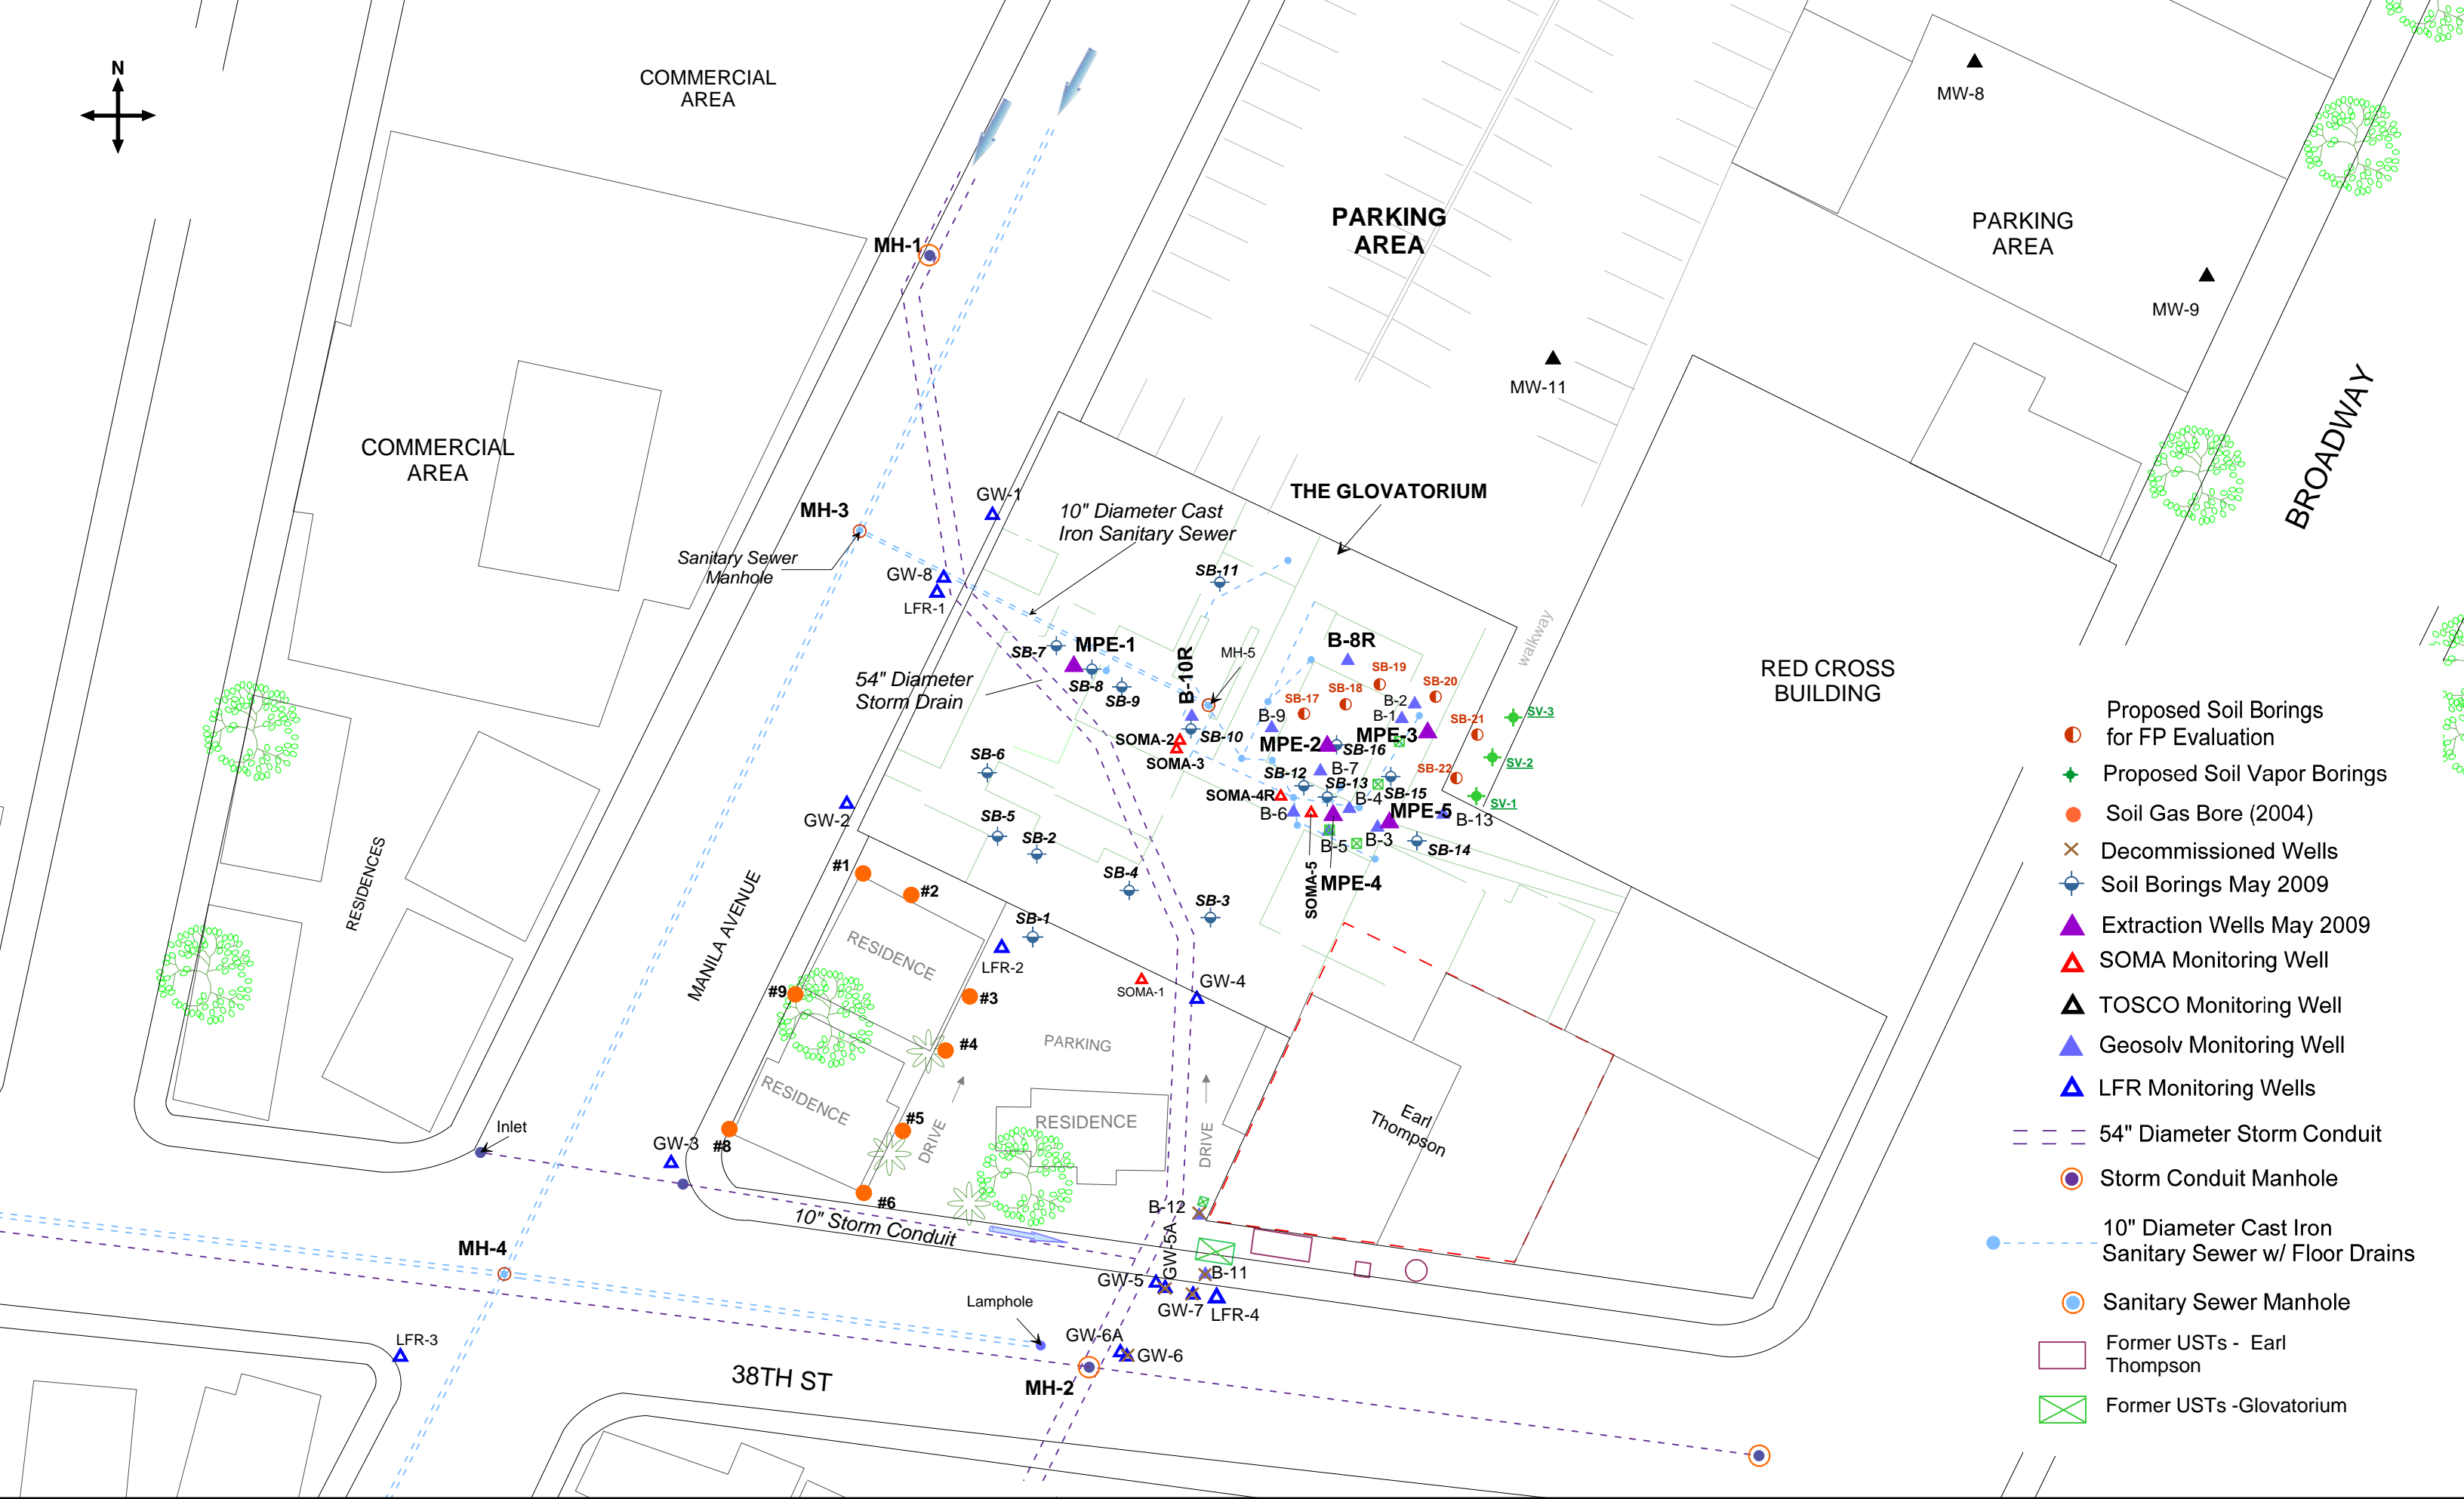 N
COMMERCIAL
AREA
MW-8
PARKING
AREA
PARKING
AREA
MH-1
MW-9
MW-11
BROADWAY
COMMERCIAL
AREA
THE GLOVATORIUM
GW-1
MH-3
10" Diameter Cast
Iron Sanitary Sewer
Sanitary Sewer
Manhole
GW-8
LFR-1
SB-11
walkway
SB-7
MPE-1
B-10R
MH-5
B-8R
SB-19
SB-20
SB-8
SB-9
SB-17
SB-18
B-2
B-1
B-9
54" Diameter
Storm Drain
RED CROSS
BUILDING
SB-21
SV-3
SOMA-2
SB-10
MPE-2
SB-16
MPE-3
SOMA-3
SB-6
SB-12
B-7
SB-13
SB-22
SV-2
SOMA-4R
B-4
SB-15
SV-1
GW-2
SB-5
SB-2
B-6
MPE-5
B-13
B-5
B-3
SB-14
SOMA-5
MPE-4
RESIDENCES
MANILA AVENUE
#1
#2
SB-4
SB-3
SB-1
RESIDENCE
LFR-2
SOMA-1
GW-4
#9
#3
#4
PARKING
RESIDENCE
RESIDENCE
DRIVE
DRIVE
Earl
Thompson
#5
#8
#6
Inlet
GW-3
10" Storm Conduit
B-12
GW-5A
MH-4
GW-5
B-11
GW-7
LFR-4
Lamphole
GW-6A
GW-6
LFR-3
38TH ST
MH-2
Proposed Soil Borings
for FP Evaluation
Proposed Soil Vapor Borings
Soil Gas Bore (2004)
Decommissioned Wells
Soil Borings May 2009
Extraction Wells May 2009
SOMA Monitoring Well
TOSCO Monitoring Well
Geosolv Monitoring Well
LFR Monitoring Wells
54" Diameter Storm Conduit
Storm Conduit Manhole
10" Diameter Cast Iron
Sanitary Sewer w/ Floor Drains
Sanitary Sewer Manhole
Former USTs - Earl
Thompson
Former USTs -Glovatorium